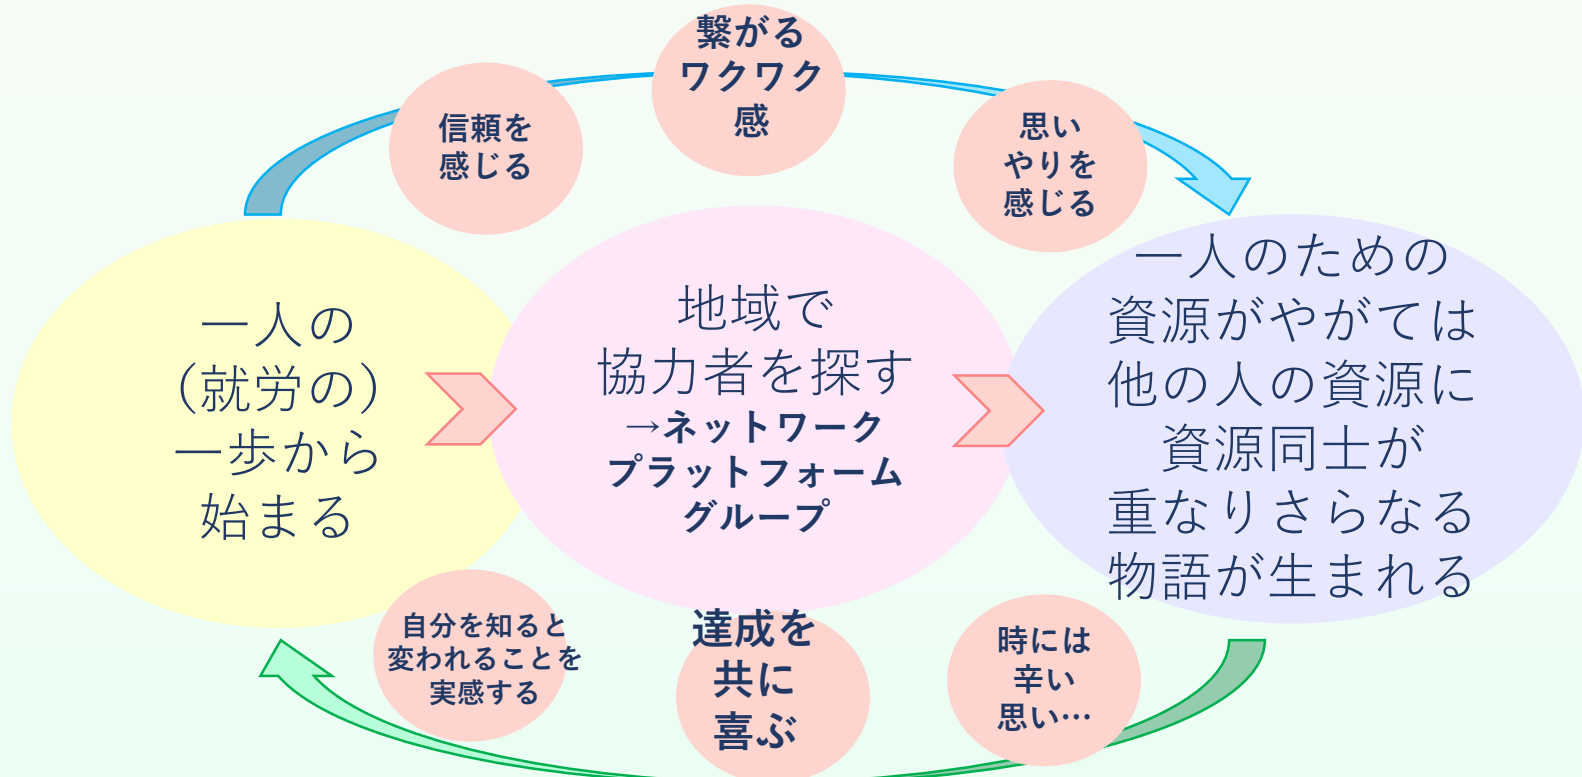 繋がる
ワクワク
感
信頼を
感じる
思い
やりを
感じる
一人の
（就労の）
一歩から
始まる
地域で
協力者を探す
→ネットワーク
プラットフォーム
グループ
一人のための
資源がやがては
他の人の資源に
資源同士が
重なりさらなる
物語が生まれる
自分を知ると
変われることを
実感する
達成を
共に
喜ぶ
時には
辛い
思い…